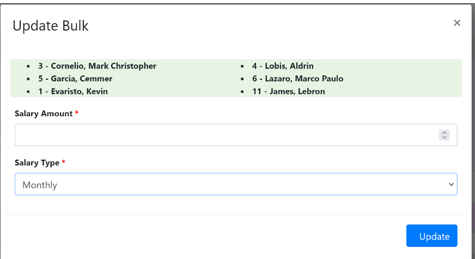 Update Bulk
×
• 3 - Cornelio, Mark Christopher
• 4 - Lobis, Aldrin
• 5 - Garcia, Cemmer
• 6 - Lazaro, Marco Paulo
• 1 - Evaristo, Kevin
• 11 - James, Lebron
Salary Amount *
Salary Type *
Monthly
Update